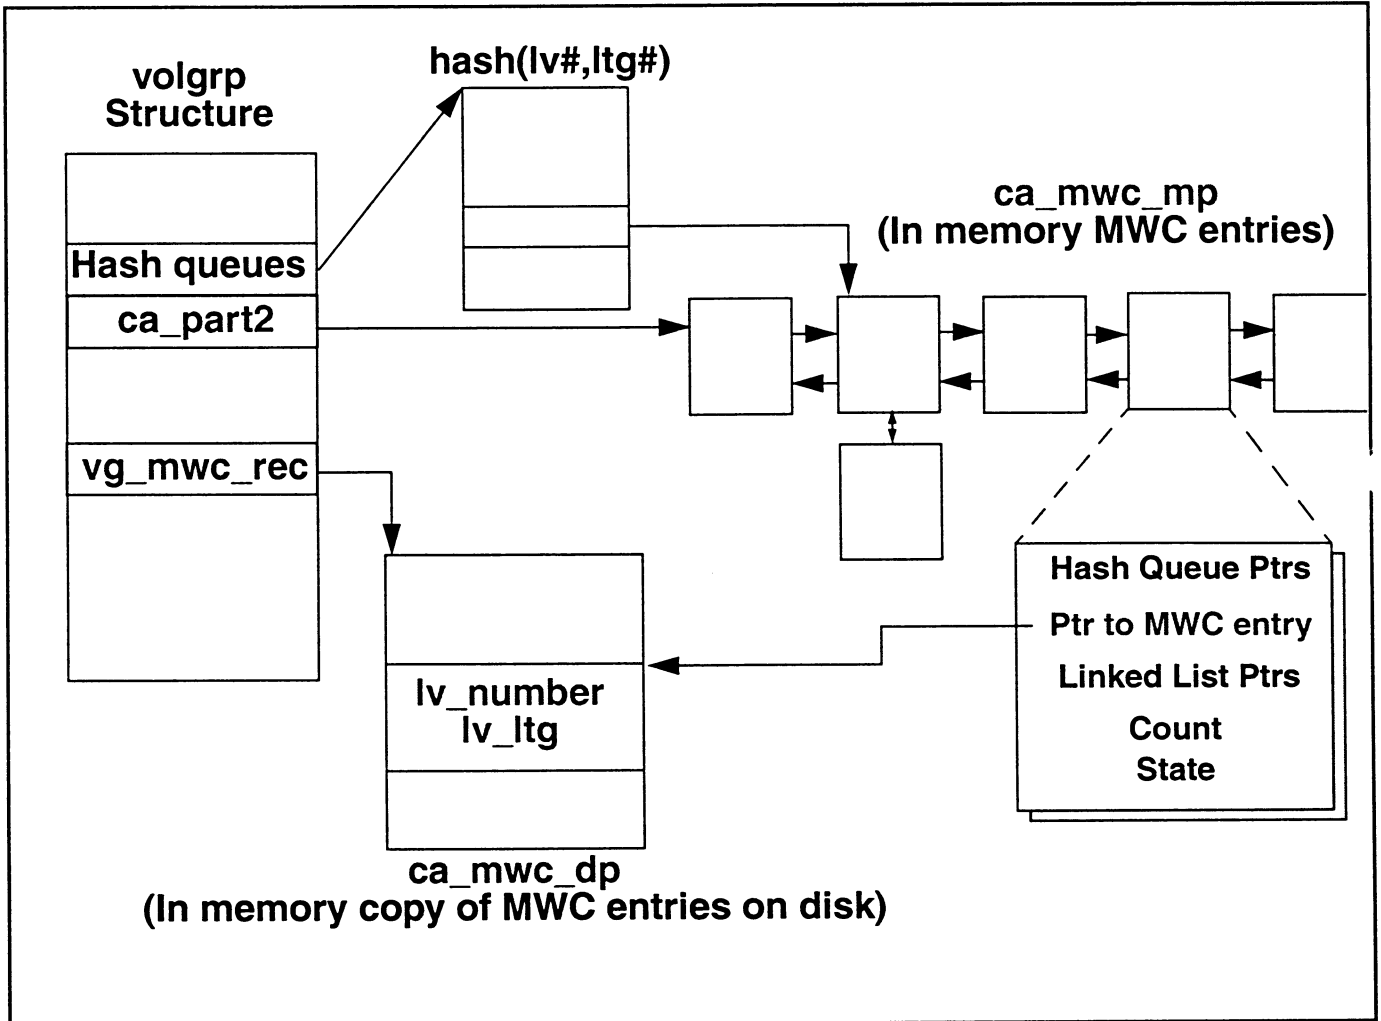 volgrp
Structure
hash(lv#,ltg#)
Hash queues
ca_part2
vg_mwc_rec
ca_mwc_mp
(In memory MWC entries)
Hash Queue Ptrs
Ptr to MWC entry
Linked List Ptrs
Count
State
lv_number
lv_ltg
ca_mwc_dp
(In memory copy of MWC entries on disk)